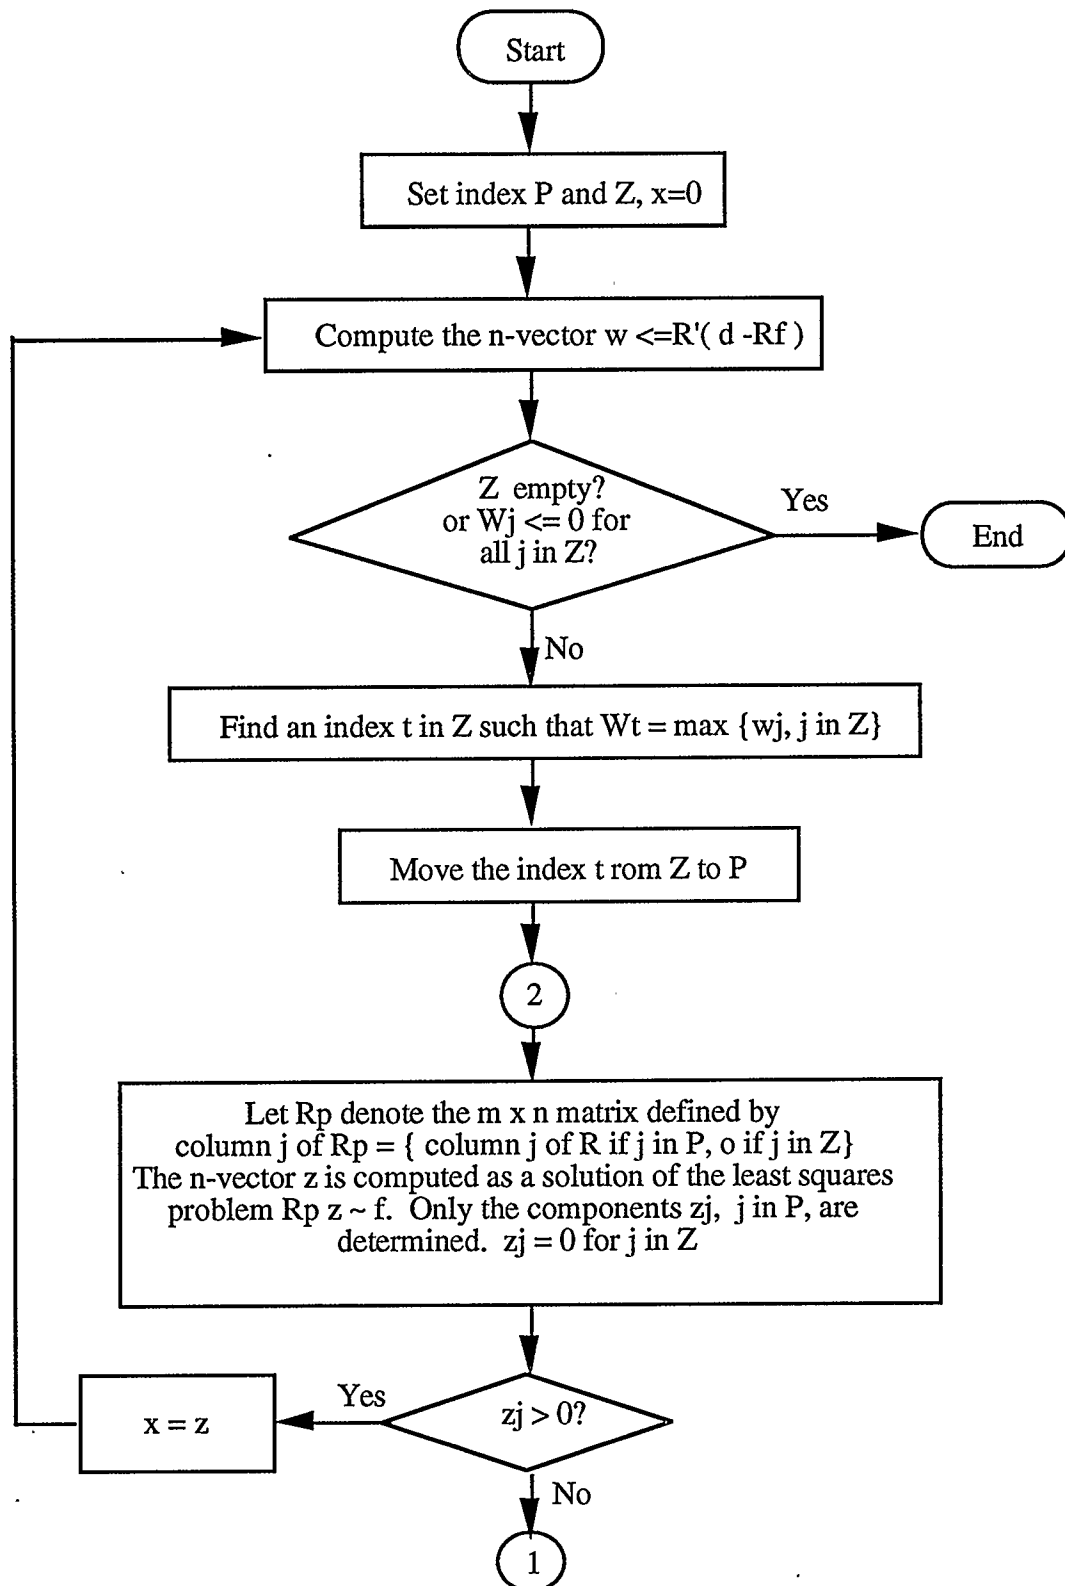 Start
Set index P and Z, x=0
Compute the n-vector w <=R'( d -Rf )
Z empty?
or Wj <= 0 for
all j in Z?
Yes
End
No
Find an index t in Z such that Wt = max {wj, j in Z}
Move the index t rom Z to P
2
Let Rp denote the m x n matrix defined by
column j of Rp = { column j of R if j in P, o if j in Z}
The n-vector z is computed as a solution of the least squares
problem Rp z ~ f. Only the components zj, j in P, are
determined. zj = 0 for j in Z
zj > 0?
Yes
x = z
No
1